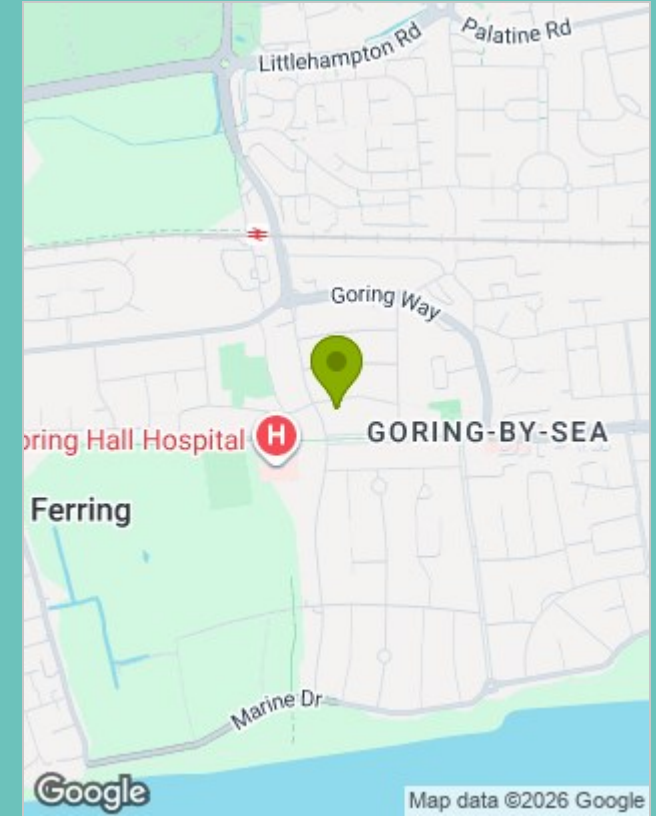 Littlehampton Rd
Palatine Rd
Goring Way
oring Hall Hospital
H
GORING-BY-SEA
Ferring
Marine Dr
Google
Map data ©2026 Google